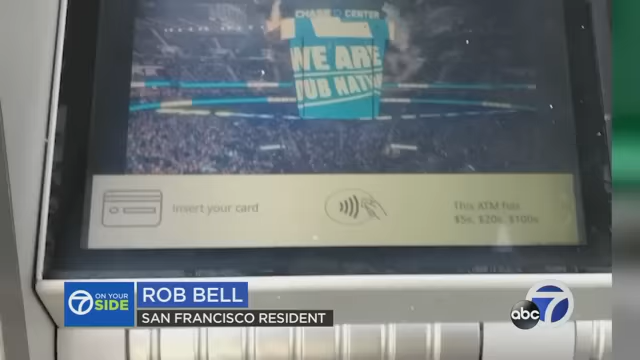 CHASE CENTER
WE ARE
DUB NATION
Insert your card
This ATM has
$5s, $20s, $100s
7 ON YOUR SIDE
ROB BELL
SAN FRANCISCO RESIDENT
abc 7